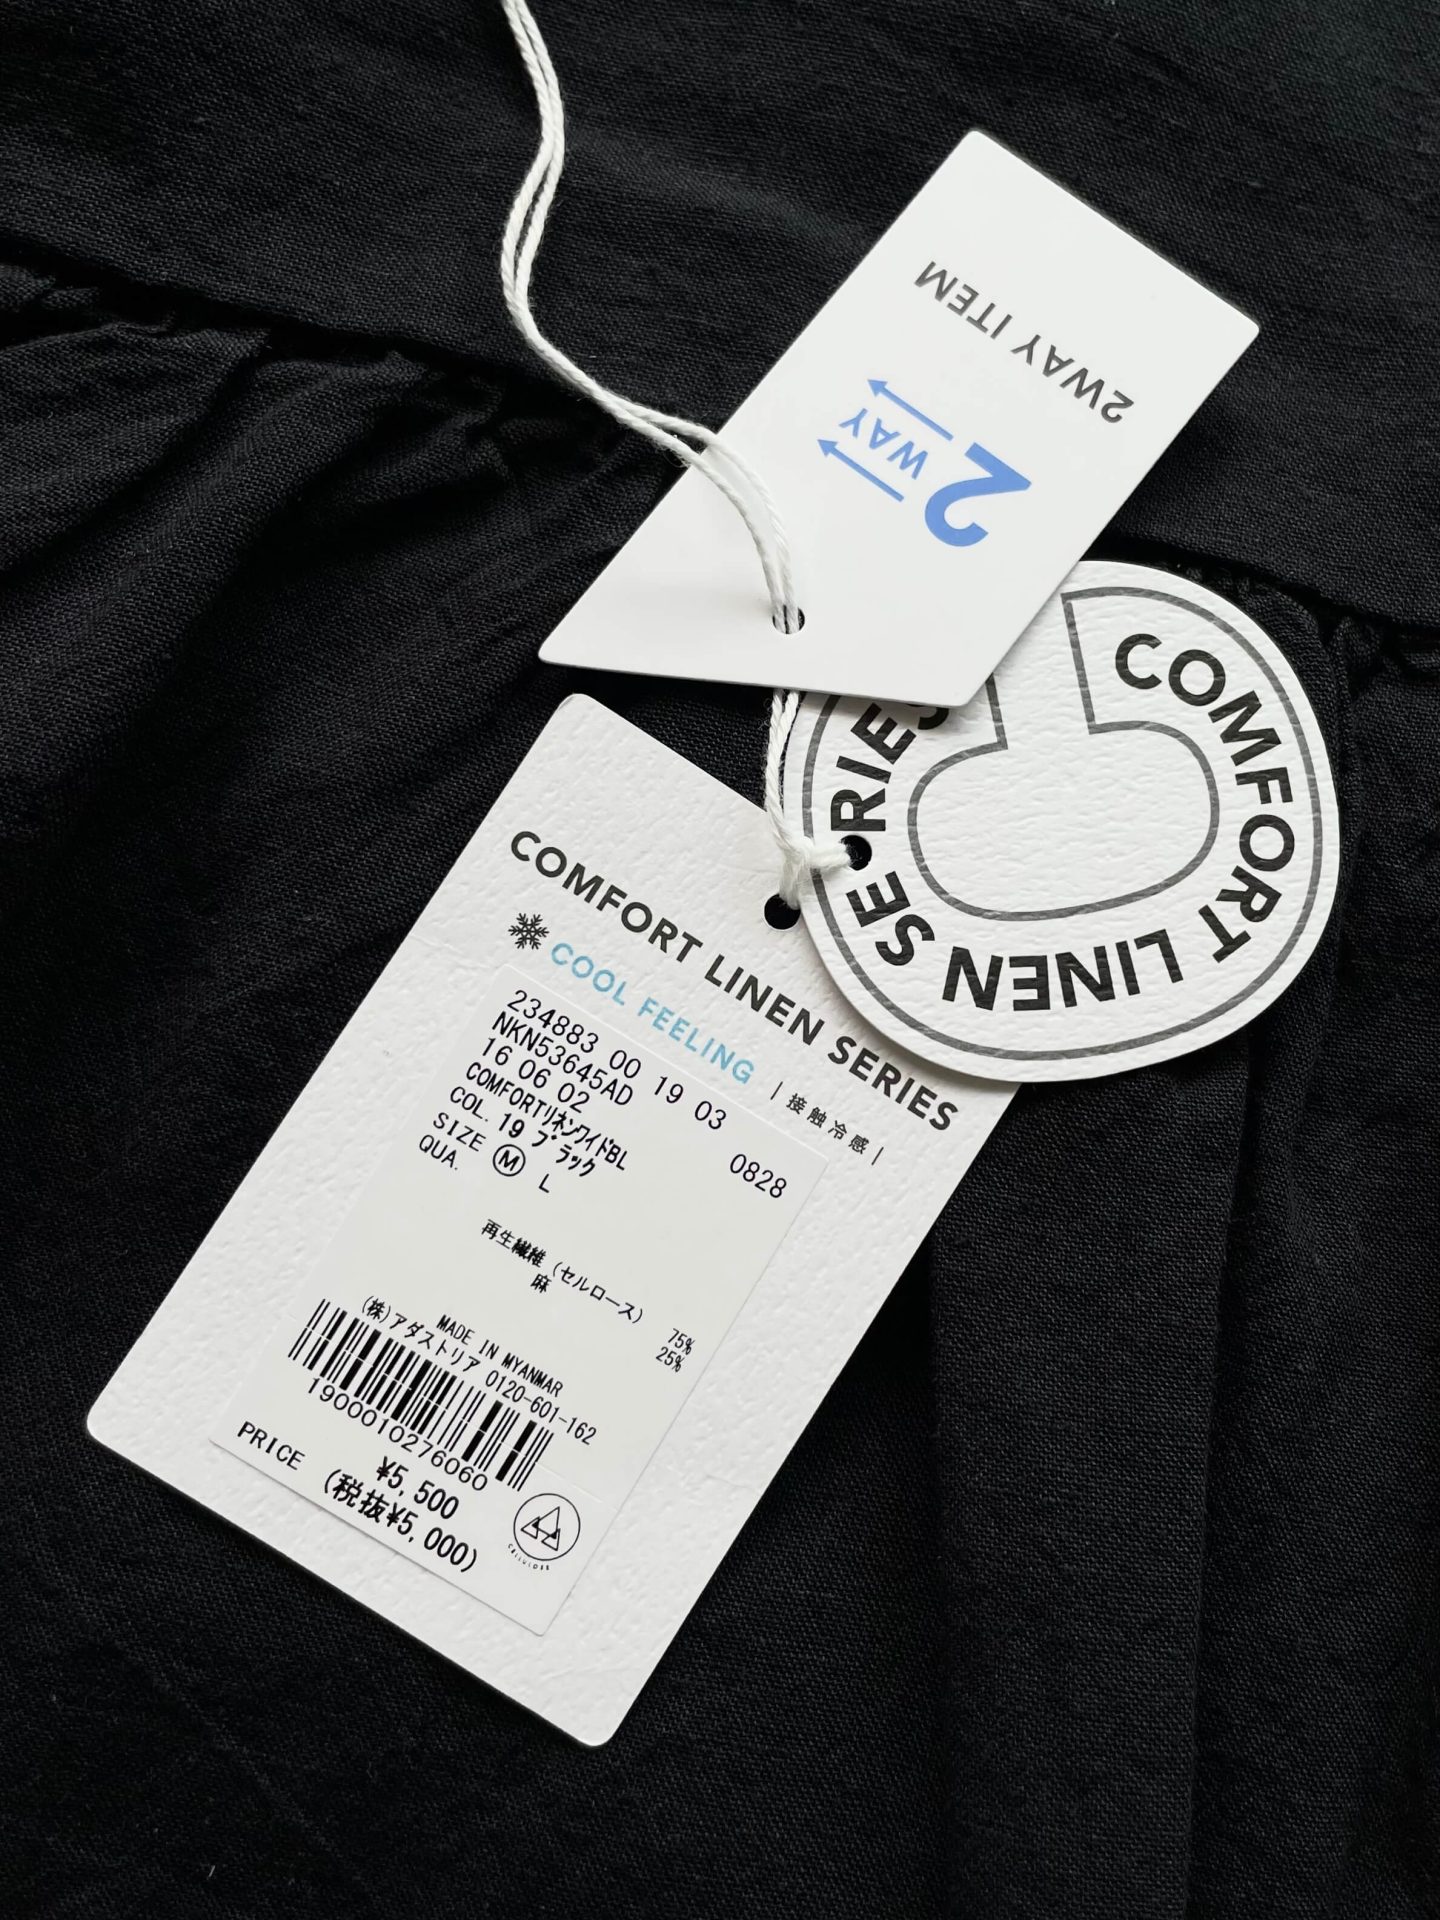 2WAY ITEM
2
WAY
COMFORT LINEN SERIES
COMFORT LINEN SERIES
COOL FEELING |接触冷感|
234883 00 19 03
NKN53645AD
16 06 02 0828
COMFORTリネンワイドBL
COL. 19 ブラック
SIZE Ⓜ L
QUA.
再生繊維(セルロース) 75%
麻 25%
MADE IN MYANMAR
(株)アダストリア 0120-601-162
1900010276060
PRICE ¥5,500
(税抜¥5,000)
CELLULOSE